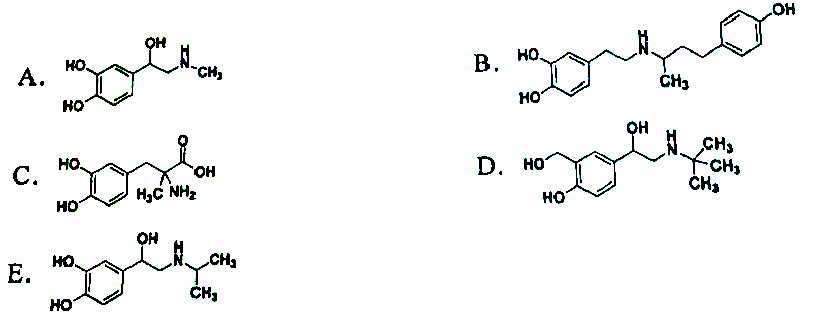 A. HO HO OH H N CH₃
B. HO HO H N CH₃ OH
C. HO HO O OH H₃C NH₂
D. HO HO OH H N CH₃ CH₃ CH₃
E. HO HO OH H N CH₃ CH₃